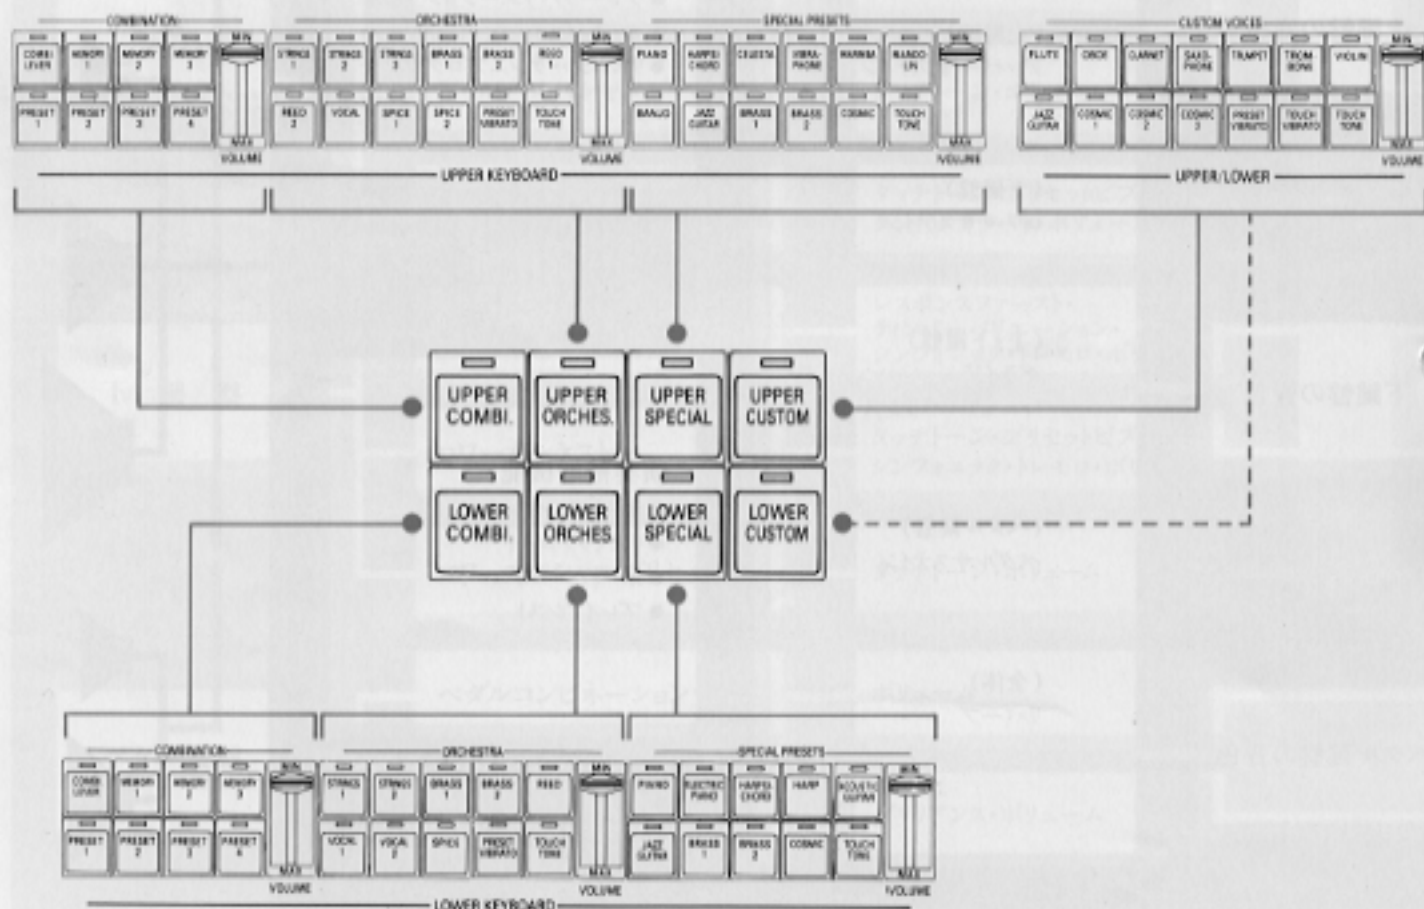 COMBINATION
ORCHESTRA
SPECIAL PRESETS
CUSTOM VOICES
COMBI LEVER
MEMORY 1
MEMORY 2
MEMORY 3
MIN
STRINGS 1
STRINGS 2
STRINGS 3
BRASS 1
BRASS 2
REED 1
MIN
PIANO
HARPSI CHORD
CELESTA
VIBRA- PHONE
MARIMBA
MANDO LIN
MIN
FLUTE
OBOE
CLARINET
SAXO- PHONE
TRUMPET
TROM BONE
VIOLIN
MIN
PRESET 1
PRESET 2
PRESET 3
PRESET 4
MAX
VOLUME
REED 2
VOCAL
SPICE 1
SPICE 2
PRESET VIBRATO
TOUCH TONE
MAX
VOLUME
BANJO
JAZZ GUITAR
BRASS 1
BRASS 2
COSMIC
TOUCH TONE
MAX
VOLUME
JAZZ GUITAR
COSMIC 1
COSMIC 2
COSMIC 3
PRESET VIBRATO
TOUCH VIBRATO
TOUCH TONE
MAX
VOLUME
UPPER KEYBOARD
UPPER/LOWER
UPPER COMBI.
UPPER ORCHES.
UPPER SPECIAL
UPPER CUSTOM
LOWER COMBI.
LOWER ORCHES.
LOWER SPECIAL
LOWER CUSTOM
COMBINATION
ORCHESTRA
SPECIAL PRESETS
COMBI LEVER
MEMORY 1
MEMORY 2
MEMORY 3
MIN
STRINGS 1
STRINGS 2
BRASS 1
BRASS 2
REED
MIN
PIANO
ELECTRIC PIANO
HARPSI CHORD
HARP
ACOUSTIC GUITAR
MIN
PRESET 1
PRESET 2
PRESET 3
PRESET 4
MAX
VOLUME
VOCAL 1
VOCAL 2
SPICE
PRESET VIBRATO
TOUCH TONE
MAX
VOLUME
JAZZ GUITAR
BRASS 1
BRASS 2
COSMIC
TOUCH TONE
MAX
VOLUME
LOWER KEYBOARD